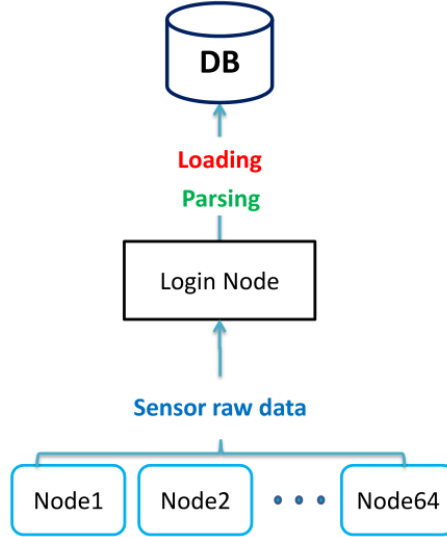 DB
Loading
Parsing
Login Node
Sensor raw data
Node1 Node2 • • • Node64